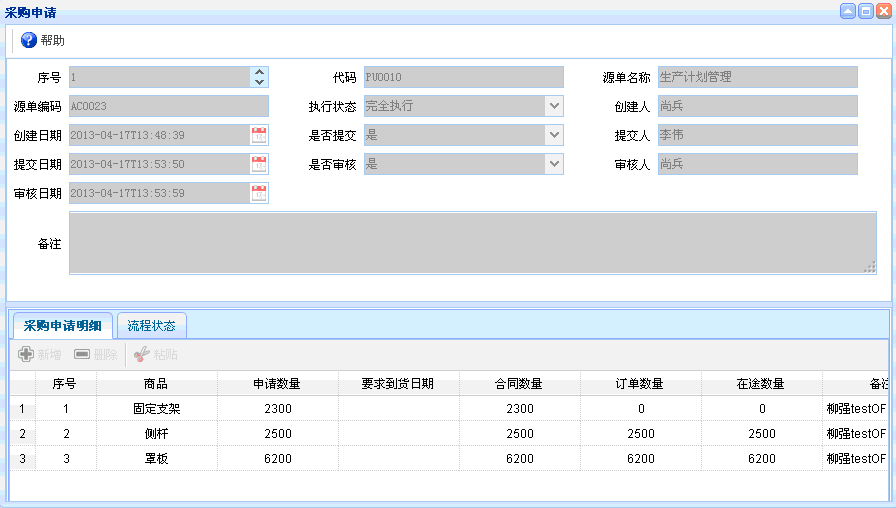 采购申请
帮助
序号 1 代码 PU0010 源单名称 生产计划管理
源单编码 AC0023 执行状态 完全执行 创建人 尚兵
创建日期 2013-04-17T13:48:39 是否提交 是 提交人 李伟
提交日期 2013-04-17T13:53:50 是否审核 是 审核人 尚兵
审核日期 2013-04-17T13:53:59
备注
采购申请明细 流程状态
新增 删除 粘贴
序号 商品 申请数量 要求到货日期 合同数量 订单数量 在途数量 备注
1 1 固定支架 2300 2300 0 0 柳强testOF
2 2 侧杆 2500 2500 2500 2500 柳强testOF
3 3 罩板 6200 6200 6200 6200 柳强testOF